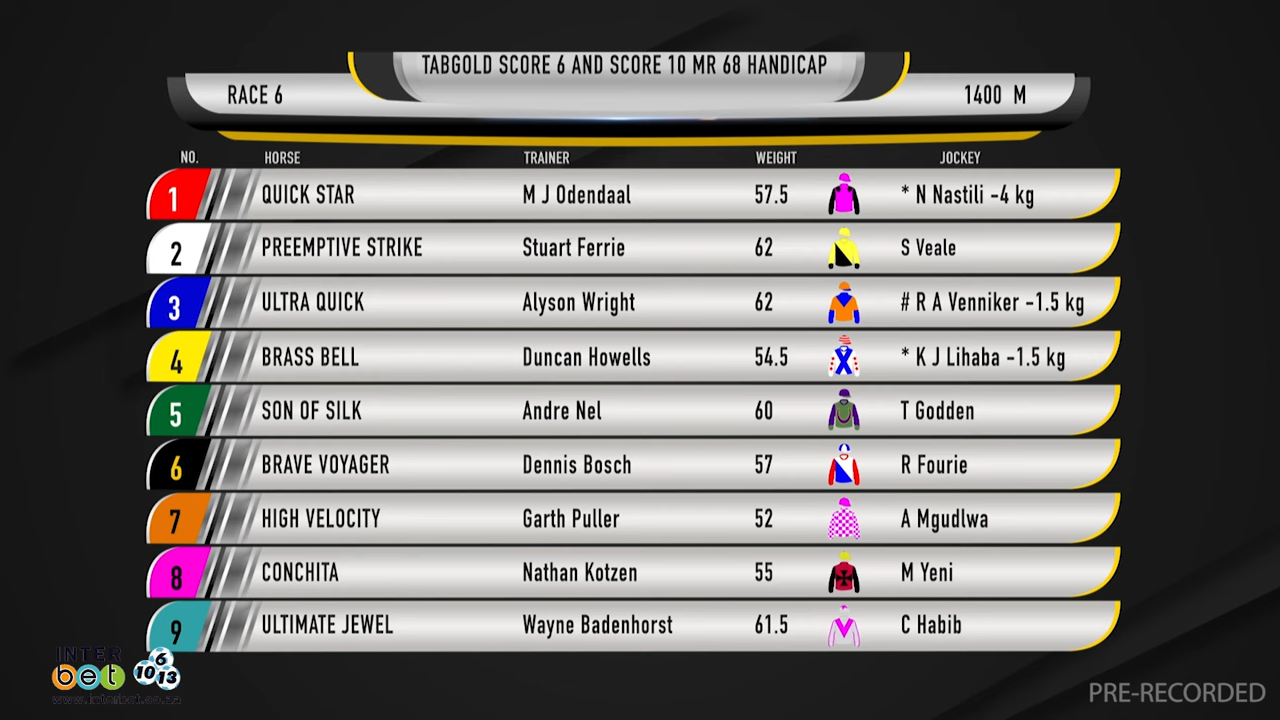 TABGOLD SCORE 6 AND SCORE 10 MR 68 HANDICAP
RACE 6 1400 M
NO. HORSE TRAINER WEIGHT JOCKEY
1 QUICK STAR M J Odendaal 57.5 * N Nastili -4 kg
2 PREEMPTIVE STRIKE Stuart Ferrie 62 S Veale
3 ULTRA QUICK Alyson Wright 62 # R A Venniker -1.5 kg
4 BRASS BELL Duncan Howells 54.5 * K J Lihaba -1.5 kg
5 SON OF SILK Andre Nel 60 T Godden
6 BRAVE VOYAGER Dennis Bosch 57 R Fourie
7 HIGH VELOCITY Garth Puller 52 A Mgudlwa
8 CONCHITA Nathan Kotzen 55 M Yeni
9 ULTIMATE JEWEL Wayne Badenhorst 61.5 C Habib
INTER
bet 10 6 13
www.interbet.co.za
PRE-RECORDED